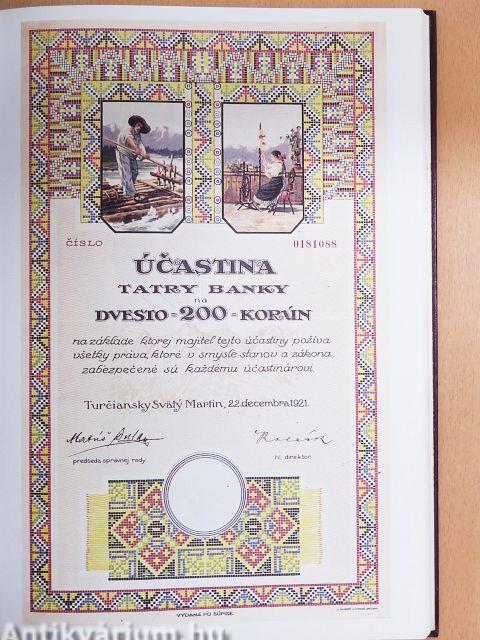 ČÍSLO 0181088
ÚČASTINA
TATRY BANKY
na
DVESTO=200=KORÚN
na základe ktorej majiteľ tejto účastiny požíva
všetky práva, ktoré v smysle stanov a zákona
zabezpečené sú každému účastinárovi.
Turčiansky Svätý Martin, 22. decembra 1921.
predseda správnej rady. hl. direktor
VYDANÉ PO SÚPISE.
Antikvárium.hu